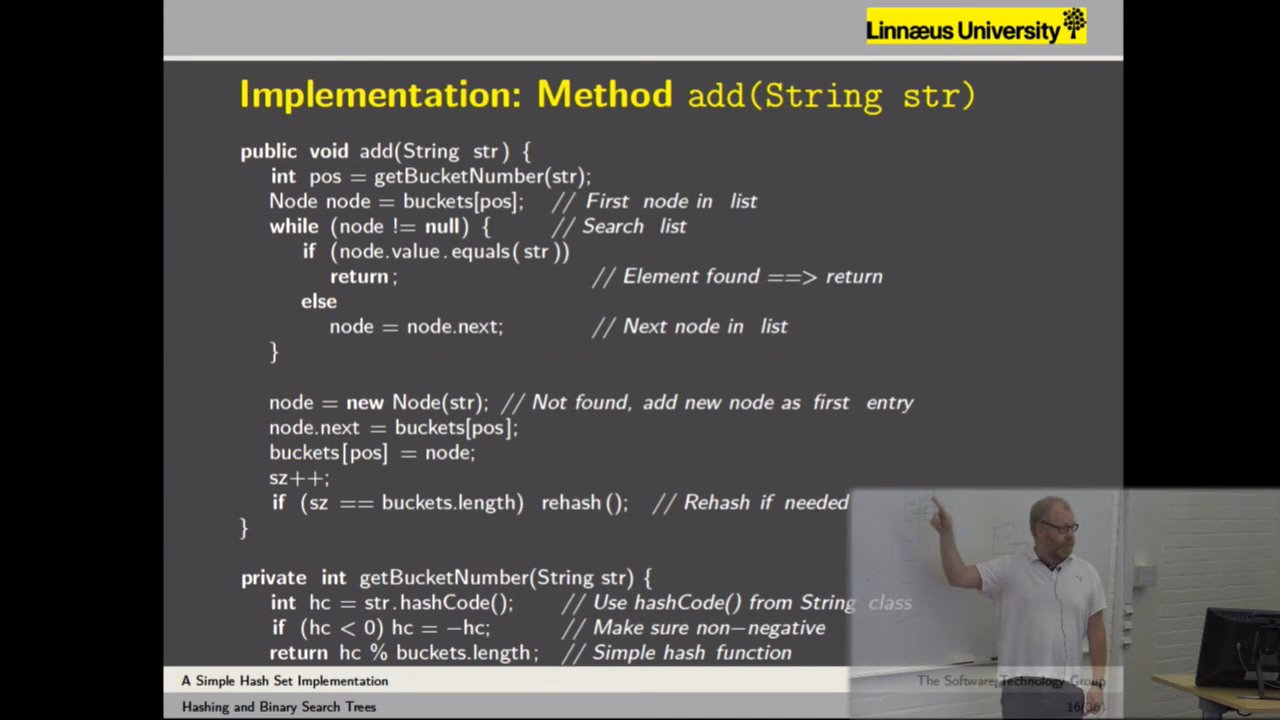 Linnæus University
Implementation: Method add(String str)
public void add(String str) {
int pos = getBucketNumber(str);
Node node = buckets[pos]; // First node in list
while (node != null) { // Search list
if (node.value.equals(str))
return; // Element found ==> return
else
node = node.next; // Next node in list
}
node = new Node(str); // Not found, add new node as first entry
node.next = buckets[pos];
buckets[pos] = node;
sz++;
if (sz == buckets.length) rehash(); // Rehash if needed
}
private int getBucketNumber(String str) {
int hc = str.hashCode(); // Use hashCode() from String class
if (hc < 0) hc = −hc; // Make sure non−negative
return hc % buckets.length; // Simple hash function
A Simple Hash Set Implementation The Software Technology Group
Hashing and Binary Search Trees 16(36)